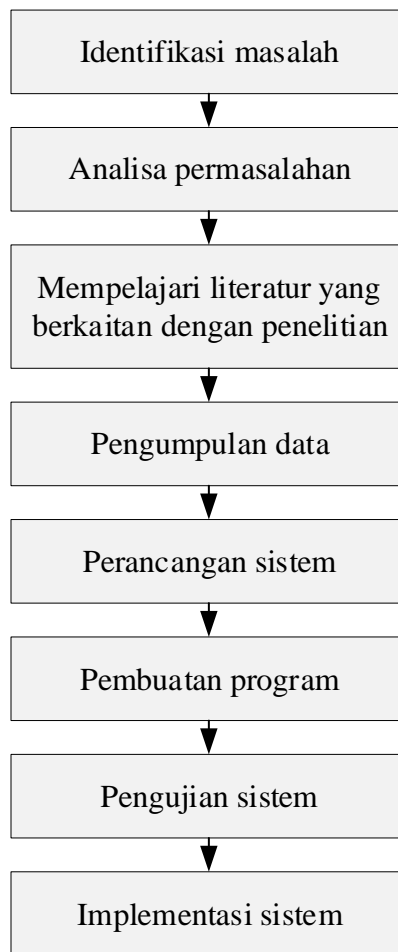 Identifikasi masalah
Analisa permasalahan
Mempelajari literatur yang
berkaitan dengan penelitian
Pengumpulan data
Perancangan sistem
Pembuatan program
Pengujian sistem
Implementasi sistem